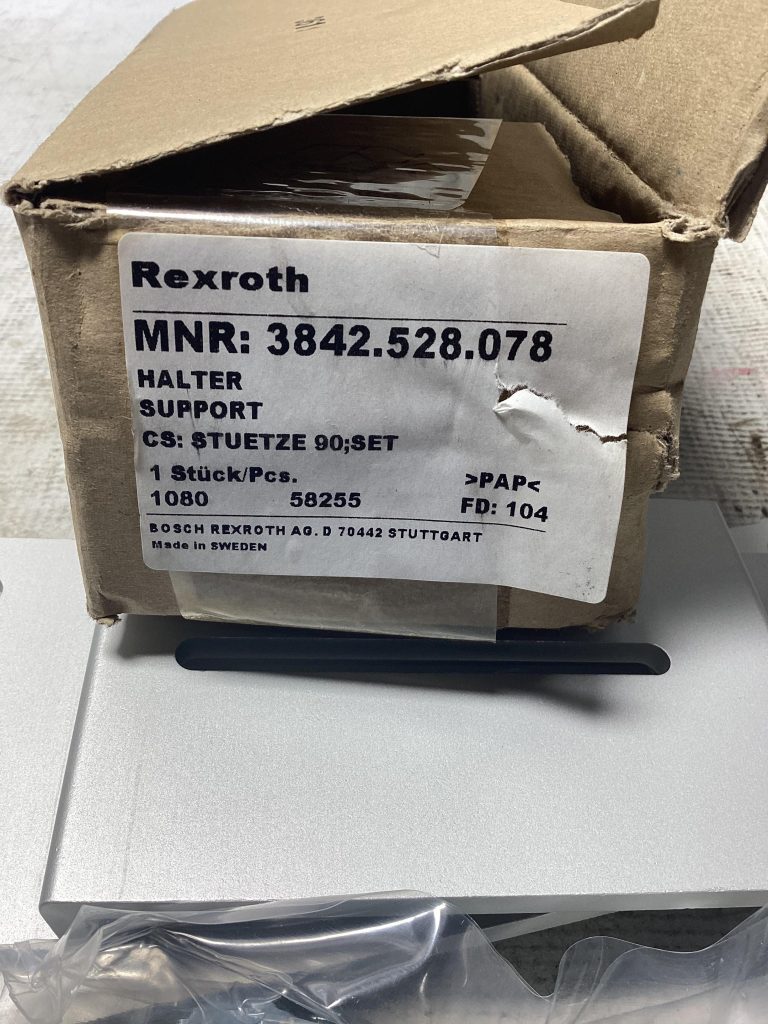 Rexroth
MNR: 3842.528.078
HALTER
SUPPORT
CS: STUETZE 90;SET
1 Stück/Pcs. >PAP<
1080 58255 FD: 104
BOSCH REXROTH AG. D 70442 STUTTGART
Made in SWEDEN